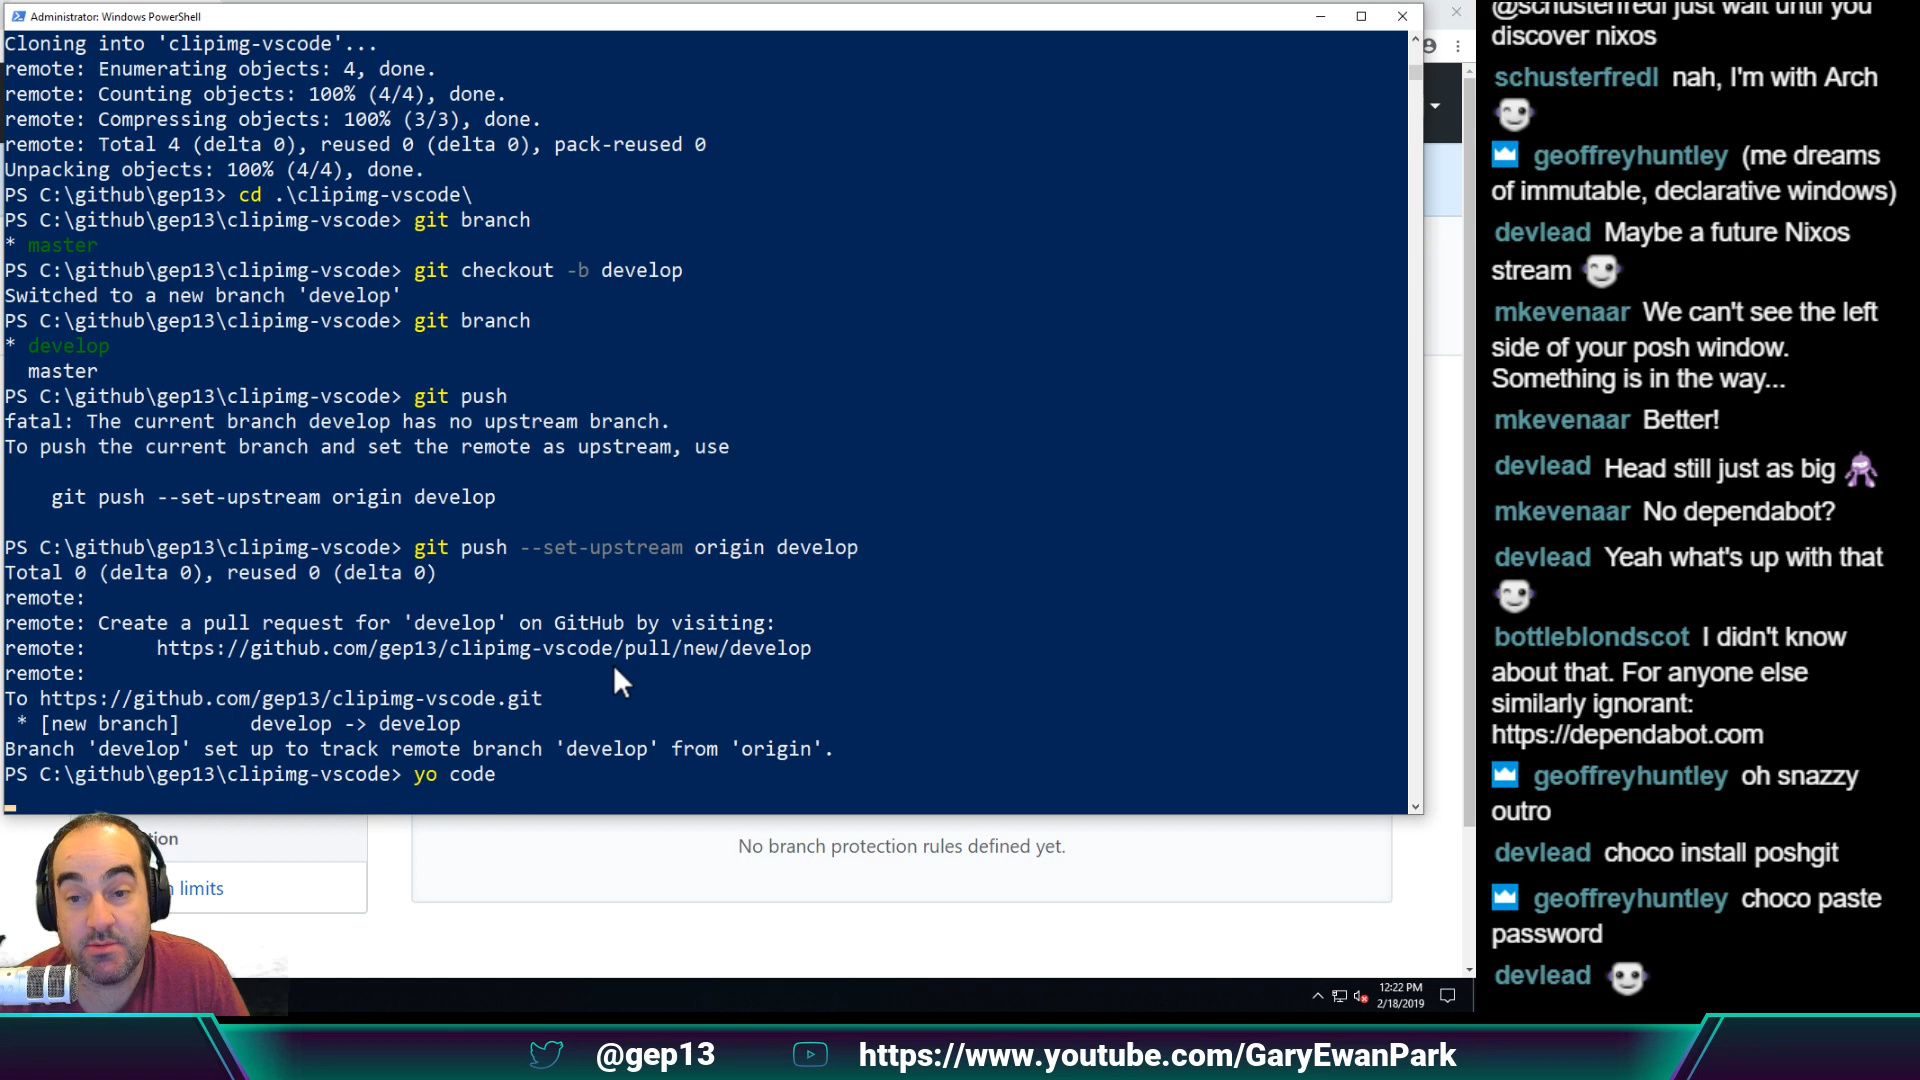 Administrator: Windows PowerShell
Cloning into 'clipimg-vscode'...
remote: Enumerating objects: 4, done.
remote: Counting objects: 100% (4/4), done.
remote: Compressing objects: 100% (3/3), done.
remote: Total 4 (delta 0), reused 0 (delta 0), pack-reused 0
Unpacking objects: 100% (4/4), done.
PS C:\github\gep13> cd .\clipimg-vscode\
PS C:\github\gep13\clipimg-vscode> git branch
* master
PS C:\github\gep13\clipimg-vscode> git checkout -b develop
Switched to a new branch 'develop'
PS C:\github\gep13\clipimg-vscode> git branch
* develop
master
PS C:\github\gep13\clipimg-vscode> git push
fatal: The current branch develop has no upstream branch.
To push the current branch and set the remote as upstream, use
git push --set-upstream origin develop
PS C:\github\gep13\clipimg-vscode> git push --set-upstream origin develop
Total 0 (delta 0), reused 0 (delta 0)
remote:
remote: Create a pull request for 'develop' on GitHub by visiting:
remote: https://github.com/gep13/clipimg-vscode/pull/new/develop
remote:
To https://github.com/gep13/clipimg-vscode.git
* [new branch] develop -> develop
Branch 'develop' set up to track remote branch 'develop' from 'origin'.
PS C:\github\gep13\clipimg-vscode> yo code
limits
No branch protection rules defined yet.
12:22 PM
2/18/2019
@schusterfredl just wait until you
discover nixos
schusterfredl nah, I'm with Arch
geoffreyhuntley (me dreams
of immutable, declarative windows)
devlead Maybe a future Nixos
stream
mkevenaar We can't see the left
side of your posh window.
Something is in the way...
mkevenaar Better!
devlead Head still just as big
mkevenaar No dependabot?
devlead Yeah what's up with that
bottleblondscot I didn't know
about that. For anyone else
similarly ignorant:
https://dependabot.com
geoffreyhuntley oh snazzy
outro
devlead choco install poshgit
geoffreyhuntley choco paste
password
devlead
@gep13
https://www.youtube.com/GaryEwanPark